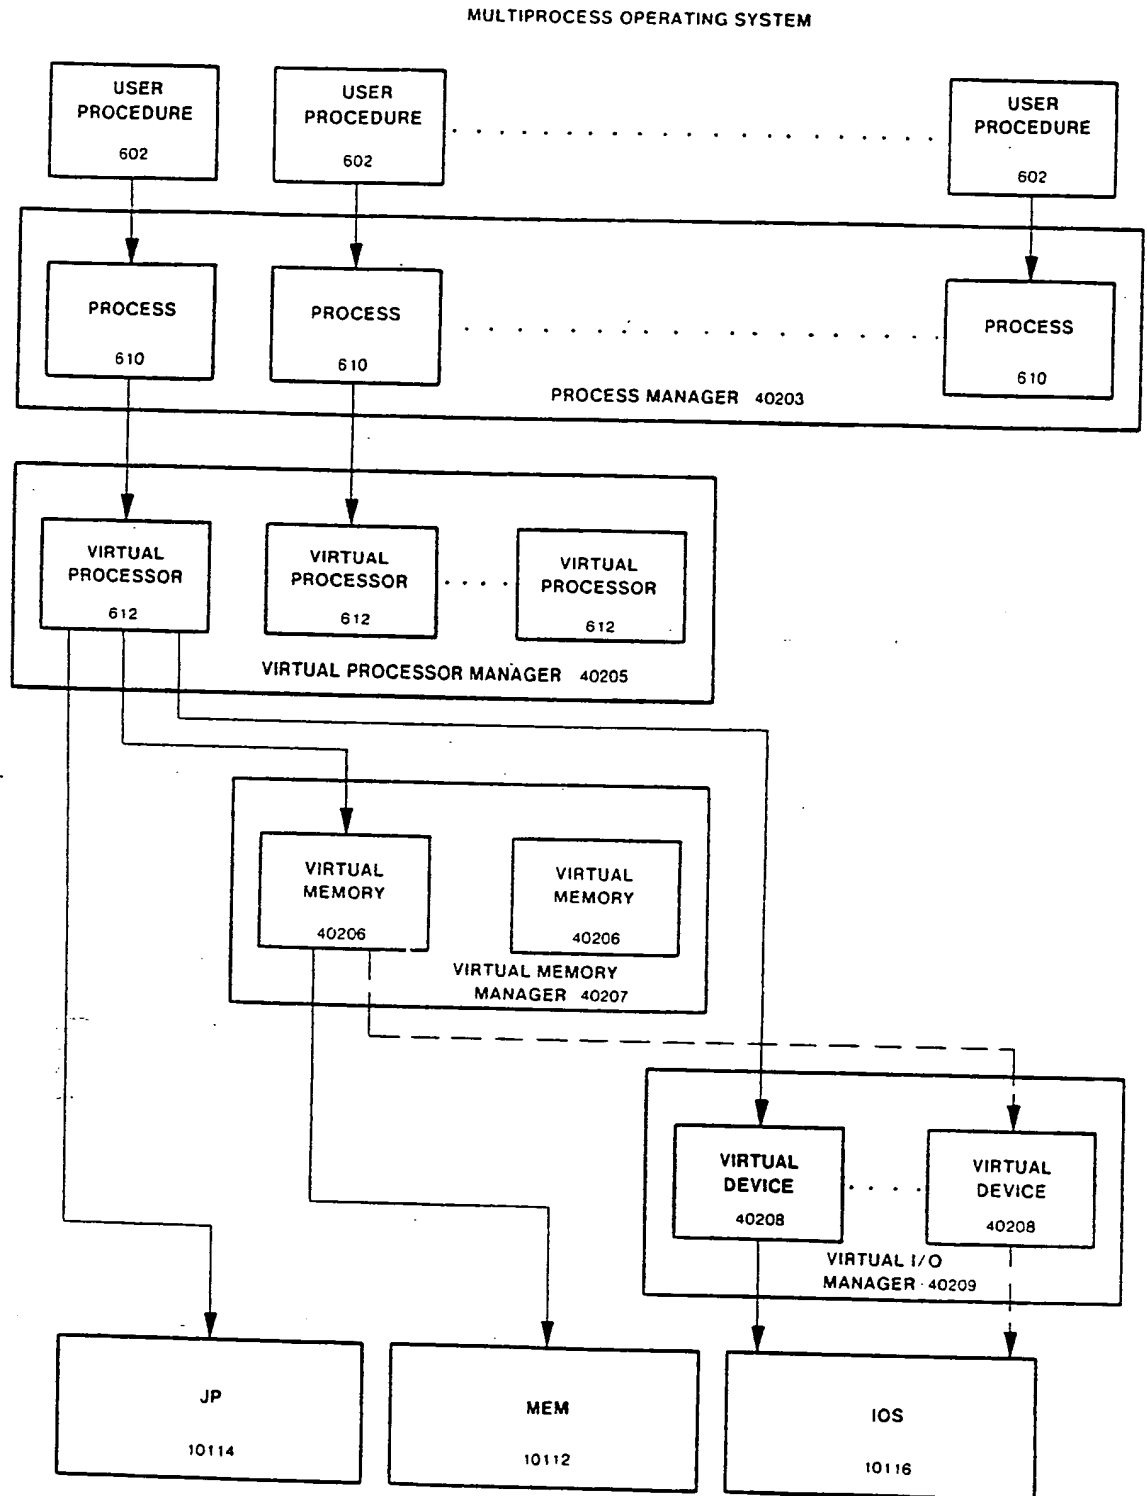 MULTIPROCESS OPERATING SYSTEM
USER
PROCEDURE
602
USER
PROCEDURE
602
USER
PROCEDURE
602
PROCESS
610
PROCESS
610
PROCESS
610
PROCESS MANAGER 40203
VIRTUAL
PROCESSOR
612
VIRTUAL
PROCESSOR
612
VIRTUAL
PROCESSOR
612
VIRTUAL PROCESSOR MANAGER 40205
VIRTUAL
MEMORY
40206
VIRTUAL
MEMORY
40206
VIRTUAL MEMORY
MANAGER 40207
VIRTUAL
DEVICE
40208
VIRTUAL
DEVICE
40208
VIRTUAL I/O
MANAGER 40209
JP
10114
MEM
10112
IOS
10116